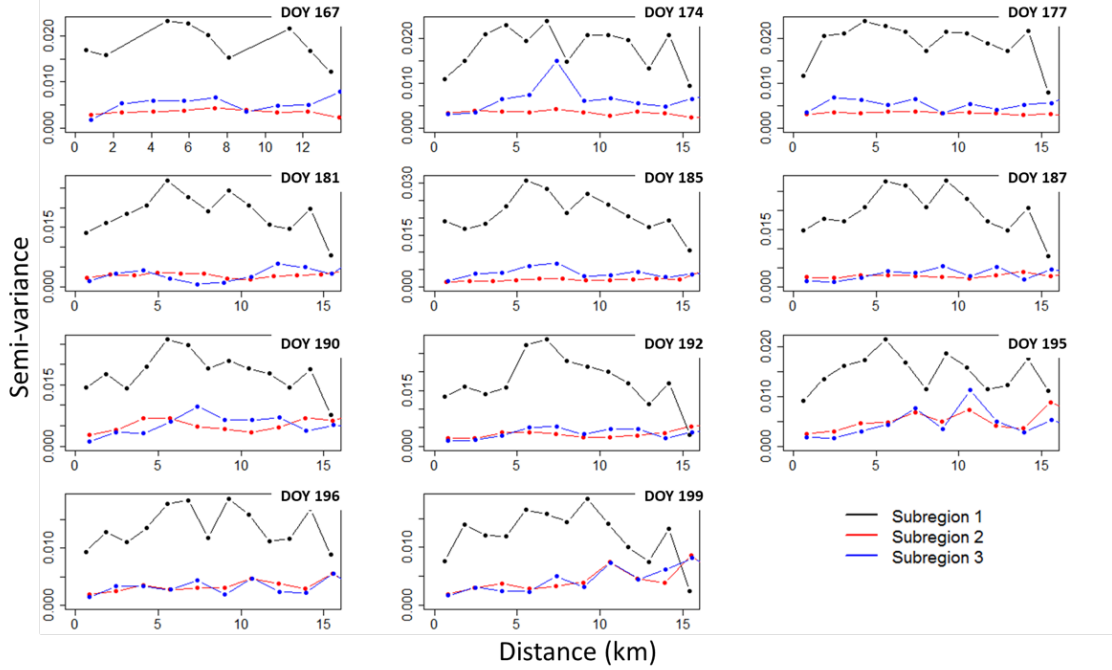 DOY 167
DOY 174
DOY 177
0.000 0.010 0.020
0.000 0.010 0.020
0.000 0.010 0.020
0 2 4 6 8 10 12
0 5 10 15
0 5 10 15
DOY 181
DOY 185
DOY 187
0.000 0.015
0.000 0.015 0.030
0.000 0.015
0 5 10 15
0 5 10 15
0 5 10 15
Semi-variance
DOY 190
DOY 192
DOY 195
0.000 0.015
0.000 0.015
0.000 0.010 0.020
0 5 10 15
0 5 10 15
0 5 10 15
DOY 196
DOY 199
0.000 0.010
0.000 0.010
0 5 10 15
0 5 10 15
Subregion 1
Subregion 2
Subregion 3
Distance (km)